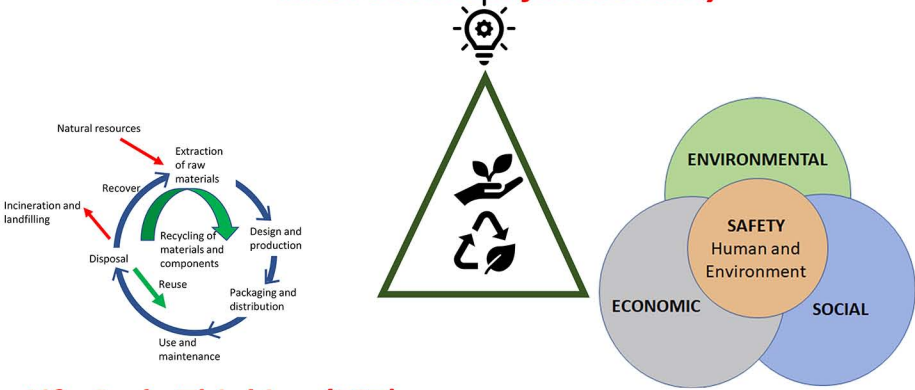 Natural resources
Extraction
of raw
materials
Recover
Incineration and
landfilling
Recycling of
materials and
components
Design and
production
Disposal
Reuse
Packaging and
distribution
Use and
maintenance
ENVIRONMENTAL
SAFETY
Human and
Environment
ECONOMIC
SOCIAL